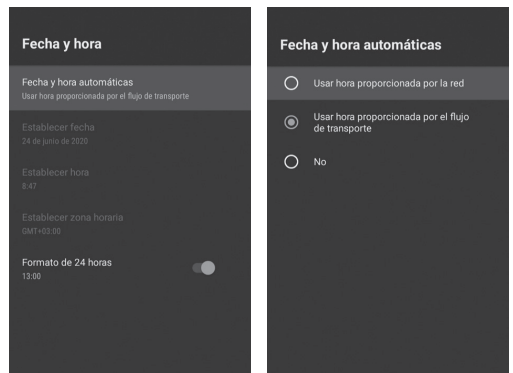 Fecha y hora
Fecha y hora automáticas
Usar hora proporcionada por el flujo de transporte
Establecer fecha
24 de junio de 2020
Establecer hora
8:47
Establecer zona horaria
GMT+03:00
Formato de 24 horas
13:00
Fecha y hora automáticas
Usar hora proporcionada por la red
Usar hora proporcionada por el flujo
de transporte
No